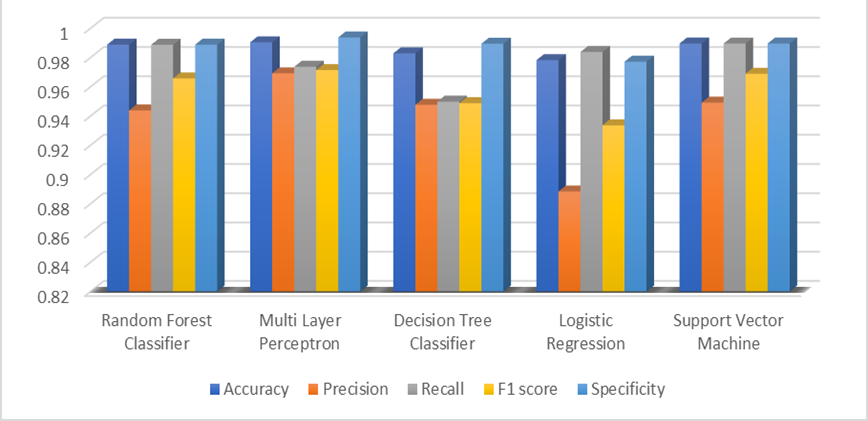 1
0.98
0.96
0.94
0.92
0.9
0.88
0.86
0.84
0.82
Random Forest Classifier
Multi Layer Perceptron
Decision Tree Classifier
Logistic Regression
Support Vector Machine
Accuracy Precision Recall F1 score Specificity